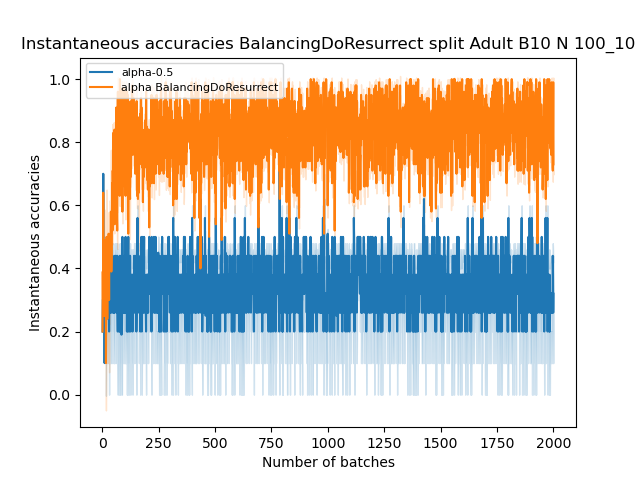 Instantaneous accuracies BalancingDoResurrect split Adult B10 N 100_10
alpha-0.5
alpha BalancingDoResurrect
1.0
0.8
0.6
0.4
0.2
0.0
Instantaneous accuracies
0 250 500 750 1000 1250 1500 1750 2000
Number of batches